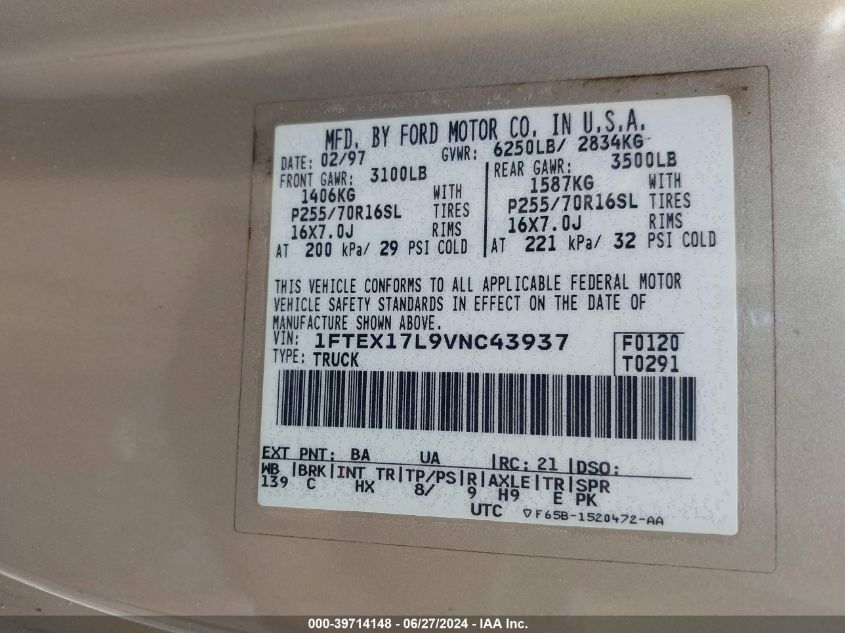 MFD. BY FORD MOTOR CO. IN U.S.A.
DATE: 02/97 GVWR: 6250LB/ 2834KG
FRONT GAWR: 3100LB REAR GAWR: 3500LB
1406KG WITH 1587KG WITH
P255/70R16SL TIRES P255/70R16SL TIRES
16X7.0J RIMS 16X7.0J RIMS
AT 200 kPa/ 29 PSI COLD AT 221 kPa/ 32 PSI COLD
THIS VEHICLE CONFORMS TO ALL APPLICABLE FEDERAL MOTOR
VEHICLE SAFETY STANDARDS IN EFFECT ON THE DATE OF
MANUFACTURE SHOWN ABOVE.
VIN: 1FTEX17L9VNC43937 F0120
TYPE: TRUCK T0291
EXT PNT: BA UA |RC: 21 |DSO:
WB |BRK|INT TR|TP/PS|R|AXLE|TR|SPR
139 C HX 8/ 9 H9 E PK
UTC ▽F65B-1520472-AA
000-39714148 - 06/27/2024 - IAA Inc.